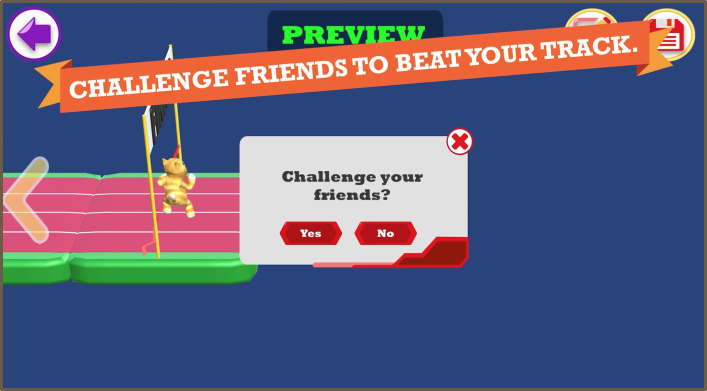 PREVIEW
CHALLENGE FRIENDS TO BEAT YOUR TRACK.
Challenge your
friends?
Yes No